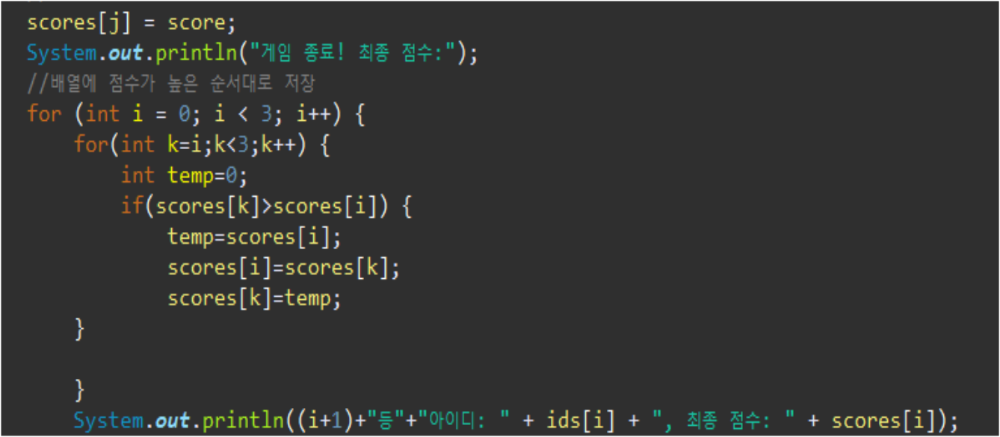 scores[j] = score;
System.out.println("게임 종료! 최종 점수:");
//배열에 점수가 높은 순서대로 저장
for (int i = 0; i < 3; i++) {
for(int k=i;k<3;k++) {
int temp=0;
if(scores[k]>scores[i]) {
temp=scores[i];
scores[i]=scores[k];
scores[k]=temp;
}
}
System.out.println((i+1)+"등"+"아이디: " + ids[i] + ", 최종 점수: " + scores[i]);